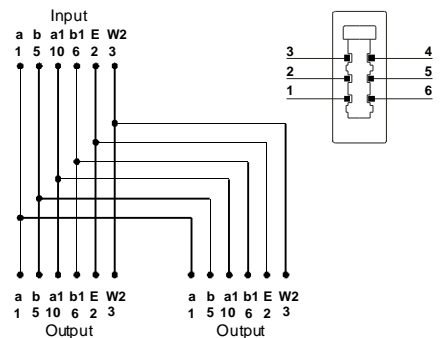 Input
a b a1 b1 E W2
1 5 10 6 2 3
3 4
2 5
1 6
a b a1 b1 E W2 a b a1 b1 E W2
1 5 10 6 2 3 1 5 10 6 2 3
Output Output